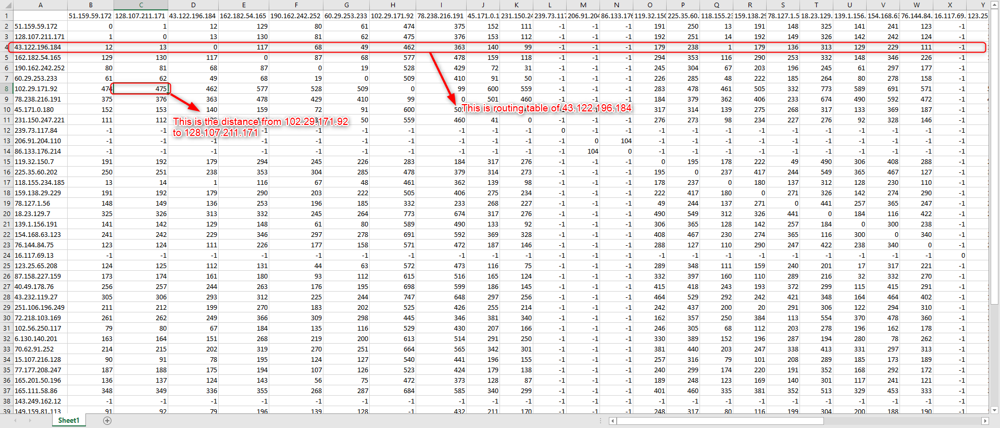 A B C D E F G H I J K L M N O P Q R S T U V W X Y
1 51.159.59.172 128.107.211.171 43.122.196.184 162.182.54.165 190.162.242.252 60.29.253.233 102.29.171.92 78.238.216.191 45.171.0.1 231.150.24 239.73.117 206.91.204 86.133.176 119.32.150 225.35.60. 118.155.23 159.138.29 78.127.1.5 18.23.129. 139.1.156. 154.168.63 76.144.84. 16.117.69. 123.25
2 51.159.59.172 0 1 12 129 80 61 474 375 152 111 -1 -1 -1 191 250 13 191 148 325 141 241 123 -1
3 128.107.211.171 1 0 13 130 81 62 475 376 153 112 -1 -1 -1 192 251 14 192 149 326 142 242 124 -1
4 43.122.196.184 12 13 0 117 68 49 462 363 140 99 -1 -1 -1 179 238 1 179 136 313 129 229 111 -1
5 162.182.54.165 129 130 117 0 87 68 577 478 159 118 -1 -1 -1 294 353 116 290 253 332 148 346 226 -1
6 190.162.242.252 80 81 68 87 0 19 528 429 72 31 -1 -1 -1 245 304 67 203 196 245 61 297 177 -1
7 60.29.253.233 61 62 49 68 19 0 509 410 91 50 -1 -1 -1 226 285 48 222 185 264 80 278 158 -1
8 102.29.171.92 474 475 462 577 528 509 0 99 600 559 -1 -1 -1 283 478 461 505 332 773 589 691 571 -1
9 78.238.216.191 375 376 363 478 429 410 99 0 501 460 -1 -1 -1 184 379 362 406 233 674 490 592 472 -1
This is routing table of 43.122.196.184
10 45.171.0.180 152 153 140 159 72 91 600 317 314 139 275 268 317 133 369 187 -1
11 231.150.247.221 111 112 50 559 460 41 0 -1 -1 -1 276 273 98 234 227 276 92 328 146 -1
This is the distance from 102.29.171.92
to 128.107.211.171
12 239.73.117.84 -1 -1 -1 -1 -1 -1 -1 -1 -1 -1 0 -1 -1 -1 -1 -1 -1 -1 -1 -1 -1 -1 -1
13 206.91.204.110 -1 -1 -1 -1 -1 -1 -1 -1 -1 -1 -1 0 104 -1 -1 -1 -1 -1 -1 -1 -1 -1 -1
14 86.133.176.214 -1 -1 -1 -1 -1 -1 -1 -1 -1 -1 -1 104 0 -1 -1 -1 -1 -1 -1 -1 -1 -1 -1
15 119.32.150.7 191 192 179 294 245 226 283 184 317 276 -1 -1 -1 0 195 178 222 49 490 306 408 288 -1
16 225.35.60.202 250 251 238 353 304 285 478 379 314 273 -1 -1 -1 195 0 237 417 244 549 365 467 127 -1
17 118.155.234.185 13 14 1 116 67 48 461 362 139 98 -1 -1 -1 178 237 0 180 137 312 128 230 110 -1
18 159.138.29.229 191 192 179 290 203 222 505 406 275 234 -1 -1 -1 222 417 180 0 271 326 142 274 290 -1
19 78.127.1.56 148 149 136 253 196 185 332 233 268 227 -1 -1 -1 49 244 137 271 0 441 257 365 247 -1
20 18.23.129.7 325 326 313 332 245 264 773 674 317 276 -1 -1 -1 490 549 312 326 441 0 184 116 422 -1
21 139.1.156.191 141 142 129 148 61 80 589 490 133 92 -1 -1 -1 306 365 128 142 257 184 0 300 238 -1
22 154.168.63.123 241 242 229 346 297 278 691 592 369 328 -1 -1 -1 408 467 230 274 365 116 300 0 340 -1
23 76.144.84.75 123 124 111 226 177 158 571 472 187 146 -1 -1 -1 288 127 110 290 247 422 238 340 0 -1
24 16.117.69.13 -1 -1 -1 -1 -1 -1 -1 -1 -1 -1 -1 -1 -1 -1 -1 -1 -1 -1 -1 -1 -1 -1 0
25 123.25.65.208 124 125 112 131 44 63 572 473 116 75 -1 -1 -1 289 348 111 159 240 201 17 317 221 -1
26 87.158.227.159 173 174 161 180 93 112 615 516 165 124 -1 -1 -1 332 397 160 110 289 216 32 332 270 -1
27 40.49.178.76 256 257 244 263 176 195 698 599 186 145 -1 -1 -1 415 418 243 193 372 299 115 415 291 -1
28 43.232.119.27 305 306 293 312 225 244 747 648 297 256 -1 -1 -1 464 529 292 242 421 348 164 464 402 -1
29 251.106.196.249 211 212 199 270 183 202 525 426 255 214 -1 -1 -1 242 437 200 20 291 306 122 294 310 -1
30 72.218.103.169 261 262 249 366 309 298 445 346 381 340 -1 -1 -1 162 357 250 384 113 554 370 478 360 -1
31 102.56.250.117 79 80 67 184 135 116 529 430 207 166 -1 -1 -1 246 305 68 112 203 278 196 162 178 -1
32 6.130.140.201 163 164 151 268 219 200 613 514 291 250 -1 -1 -1 330 389 152 196 287 194 280 78 262 -1
33 70.62.91.252 214 215 202 319 270 251 664 565 342 301 -1 -1 -1 381 440 203 247 338 413 331 297 313 -1
34 15.107.216.128 90 91 78 195 124 127 540 441 196 155 -1 -1 -1 257 316 79 101 208 289 185 173 189 -1
35 77.177.208.247 187 188 175 194 107 126 523 424 179 138 -1 -1 -1 240 299 174 220 191 352 168 292 172 -1
36 165.201.50.196 136 137 124 143 56 75 472 373 128 87 -1 -1 -1 189 248 123 169 140 301 117 241 121 -1
37 165.111.58.86 348 349 336 355 268 287 684 585 340 299 -1 -1 -1 401 460 335 381 352 513 329 453 333 -1
38 143.249.162.12 -1 -1 -1 -1 -1 -1 -1 -1 -1 -1 -1 -1 -1 -1 -1 -1 -1 -1 -1 -1 -1 -1 -1
39 149.159.81.113 91 92 79 196 139 128 -1 432 211 170 -1 -1 -1 248 317 80 116 199 304 200 188 190 -1
Sheet1